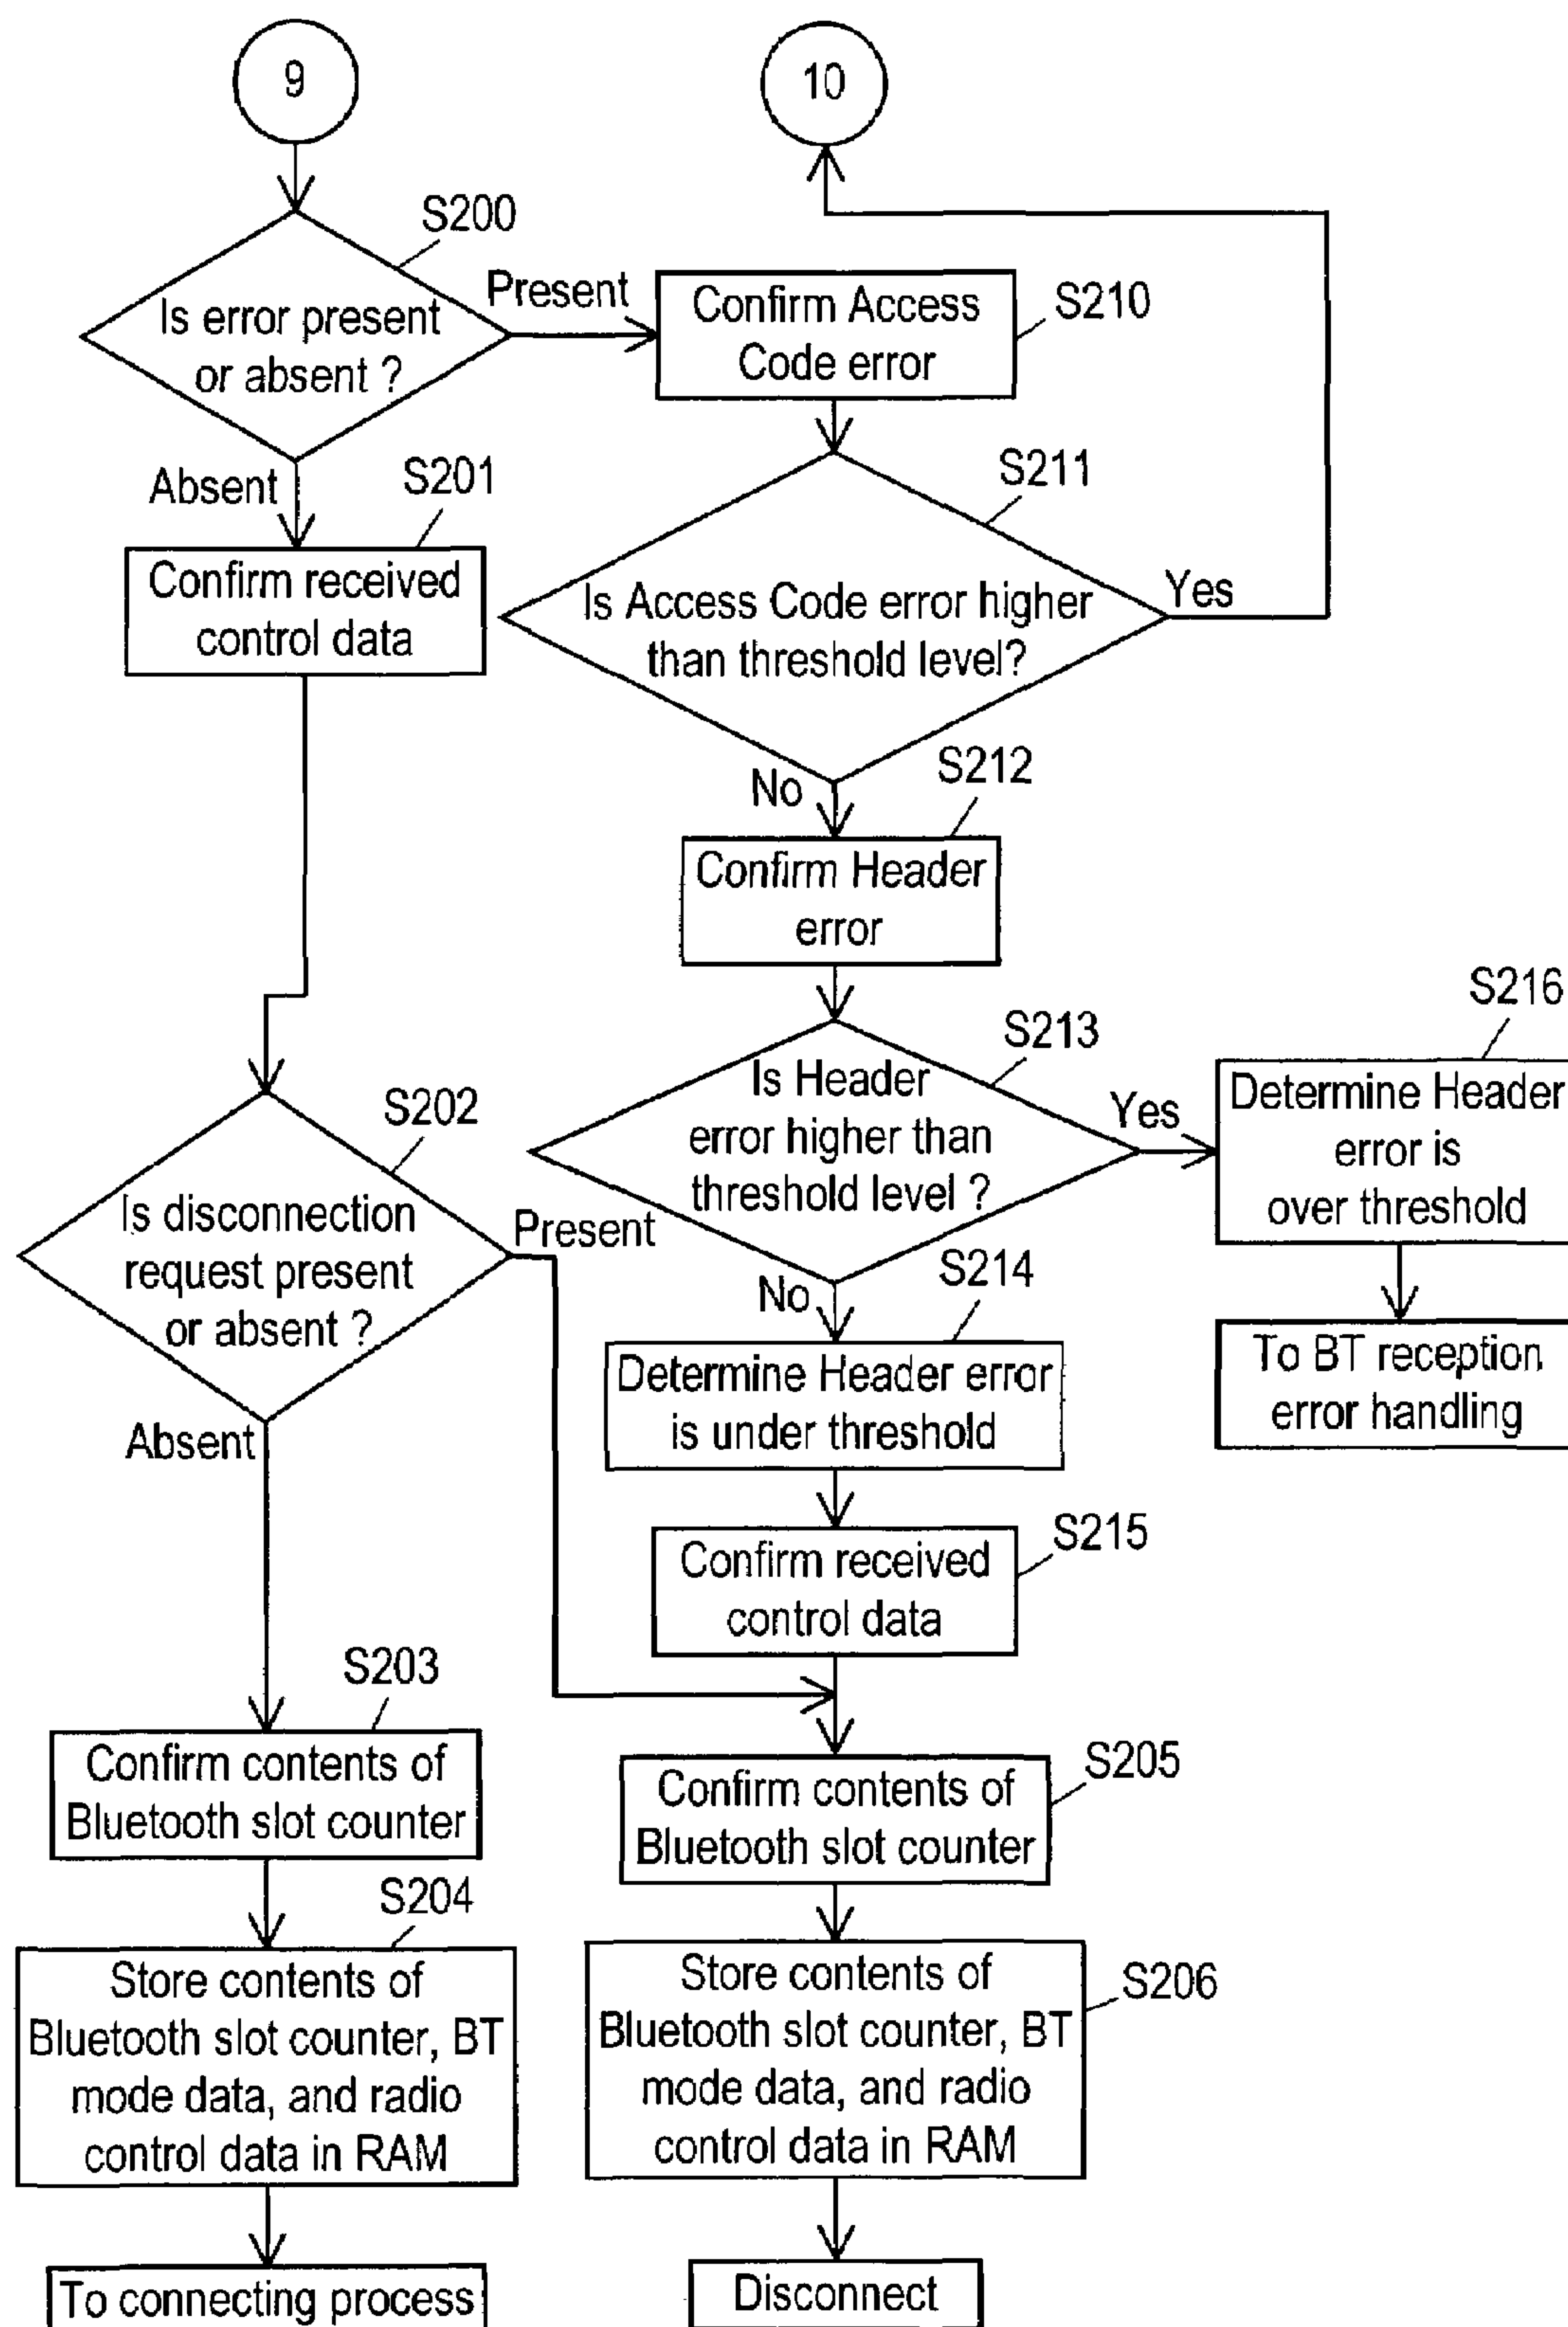 9
10
S200
Is error present
or absent ?
Present
Absent
Confirm Access
Code error
S210
S201
Confirm received
control data
S211
Is Access Code error higher
than threshold level?
Yes
No
S212
Confirm Header
error
S213
Is Header
error higher than
threshold level ?
Yes
No
S216
Determine Header
error is
over threshold
To BT reception
error handling
S202
Is disconnection
request present
or absent ?
Present
Absent
S214
Determine Header error
is under threshold
S215
Confirm received
control data
S203
Confirm contents of
Bluetooth slot counter
S205
Confirm contents of
Bluetooth slot counter
S204
Store contents of
Bluetooth slot counter, BT
mode data, and radio
control data in RAM
S206
Store contents of
Bluetooth slot counter, BT
mode data, and radio
control data in RAM
To connecting process
Disconnect